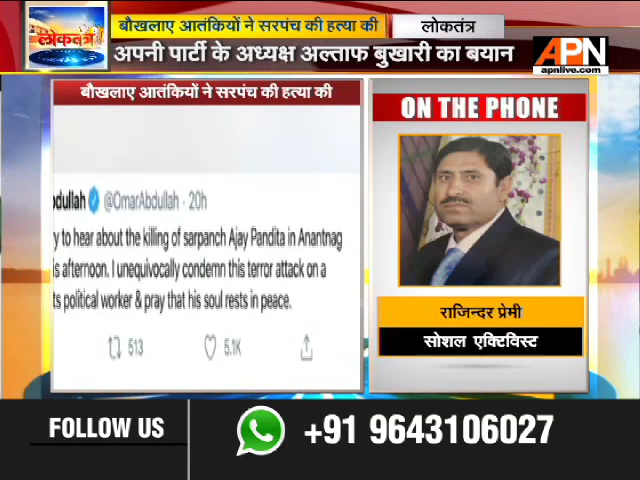 लोकतंत्र
बौखलाए आतंकियों ने सरपंच की हत्या की
लोकतंत्र
अपनी पार्टी के अध्यक्ष अल्ताफ बुखारी का बयान
APN
apnlive.com
बौखलाए आतंकियों ने सरपंच की हत्या की
bdullah @OmarAbdullah · 20h
y to hear about the killing of sarpanch Ajay Pandita in Anantnag
is afternoon. I unequivocally condemn this terror attack on a
ts political worker & pray that his soul rests in peace.
513 5.1K
ON THE PHONE
राजिन्दर प्रेमी
सोशल एक्टिविस्ट
FOLLOW US
+91 9643106027